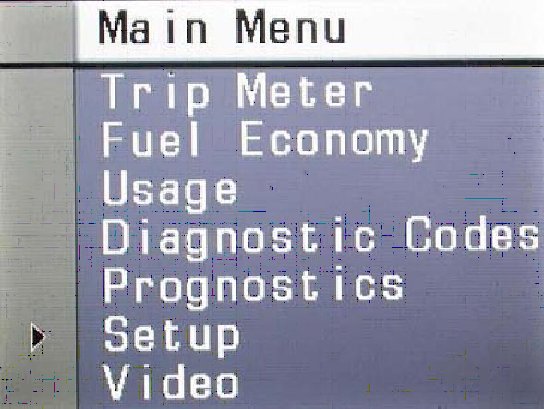 Main Menu
Trip Meter
Fuel Economy
Usage
Diagnostic Codes
Prognostics
Setup
Video